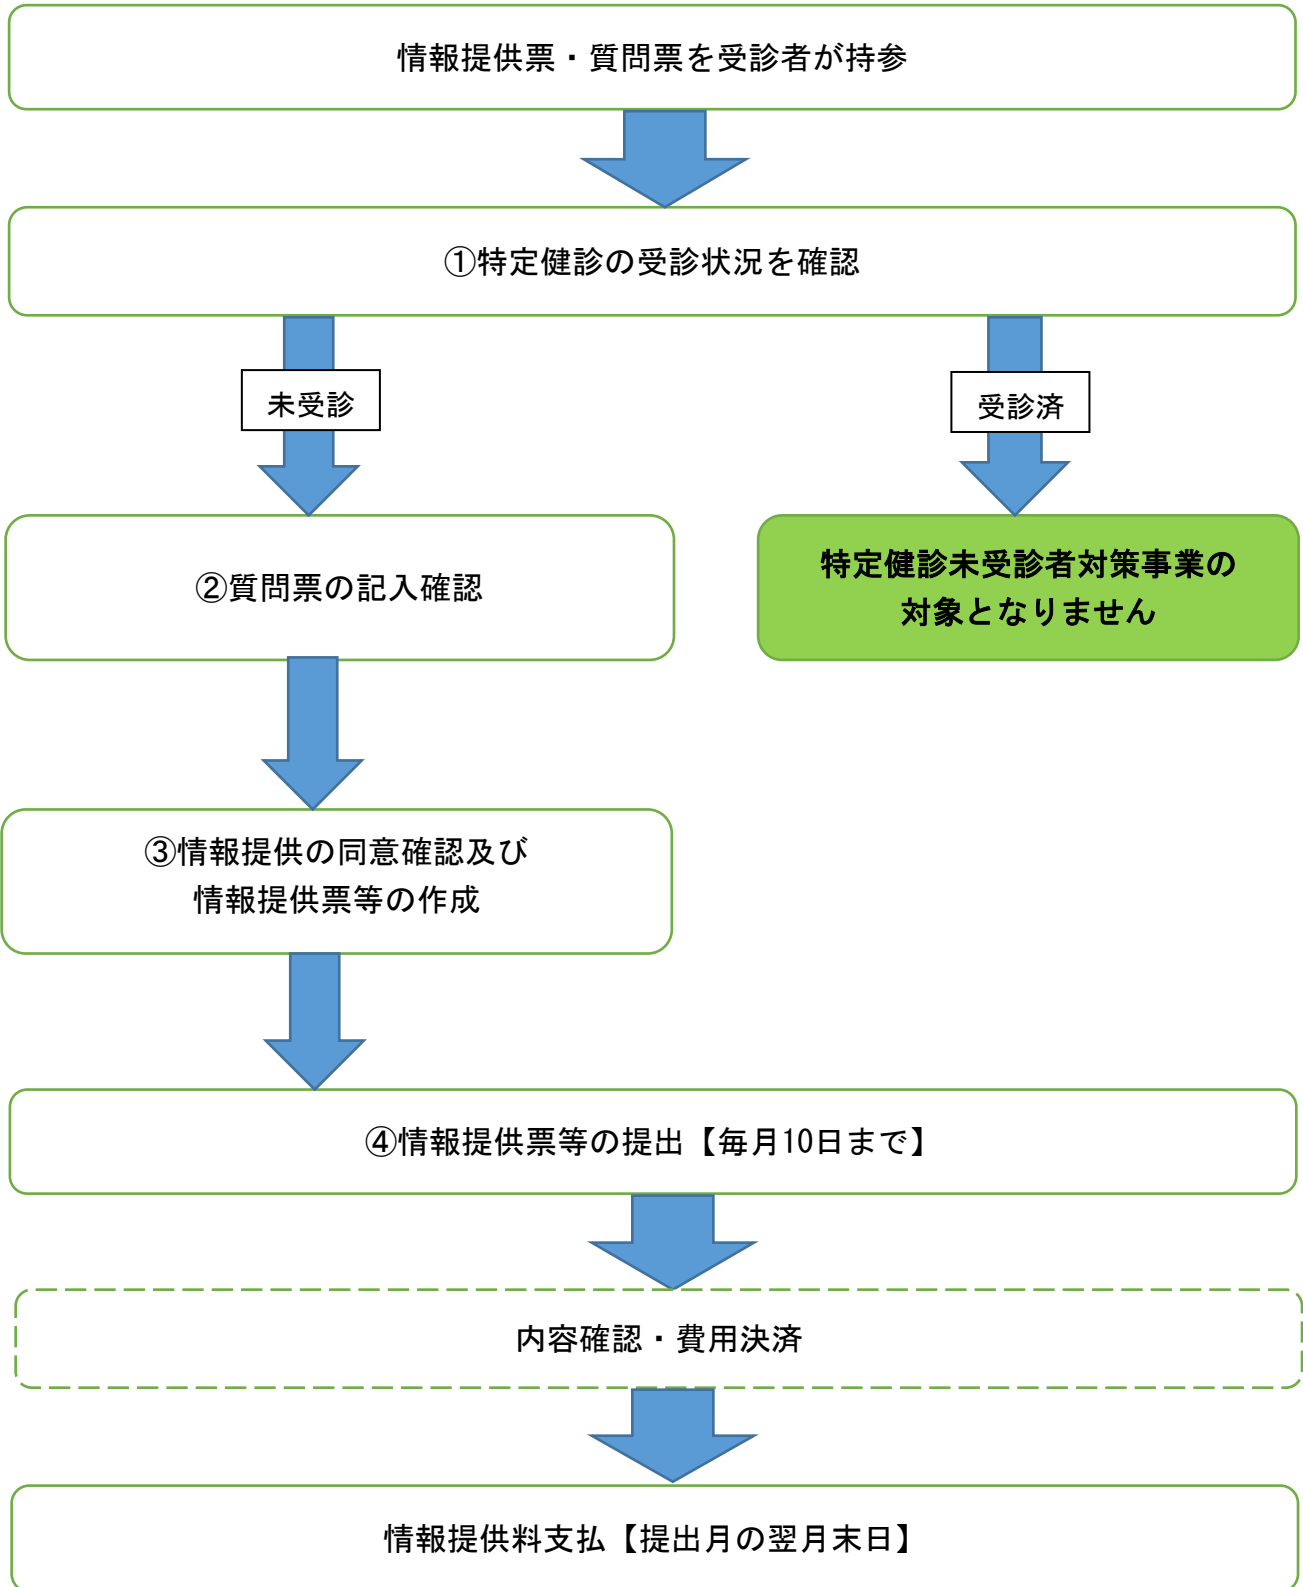 情報提供票・質問票を受診者が持参
①特定健診の受診状況を確認
未受診
受診済
②質問票の記入確認
特定健診未受診者対策事業の
対象となりません
③情報提供の同意確認及び
情報提供票等の作成
④情報提供票等の提出【毎月10日まで】
内容確認・費用決済
情報提供料支払【提出月の翌月末日】